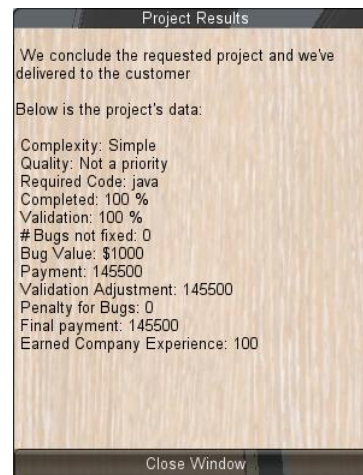 Project Results
We conclude the requested project and we've
delivered to the customer
Below is the project's data:
Complexity: Simple
Quality: Not a priority
Required Code: java
Completed: 100 %
Validation: 100 %
# Bugs not fixed: 0
Bug Value: $1000
Payment: 145500
Validation Adjustment: 145500
Penalty for Bugs: 0
Final payment: 145500
Earned Company Experience: 100
Close Window